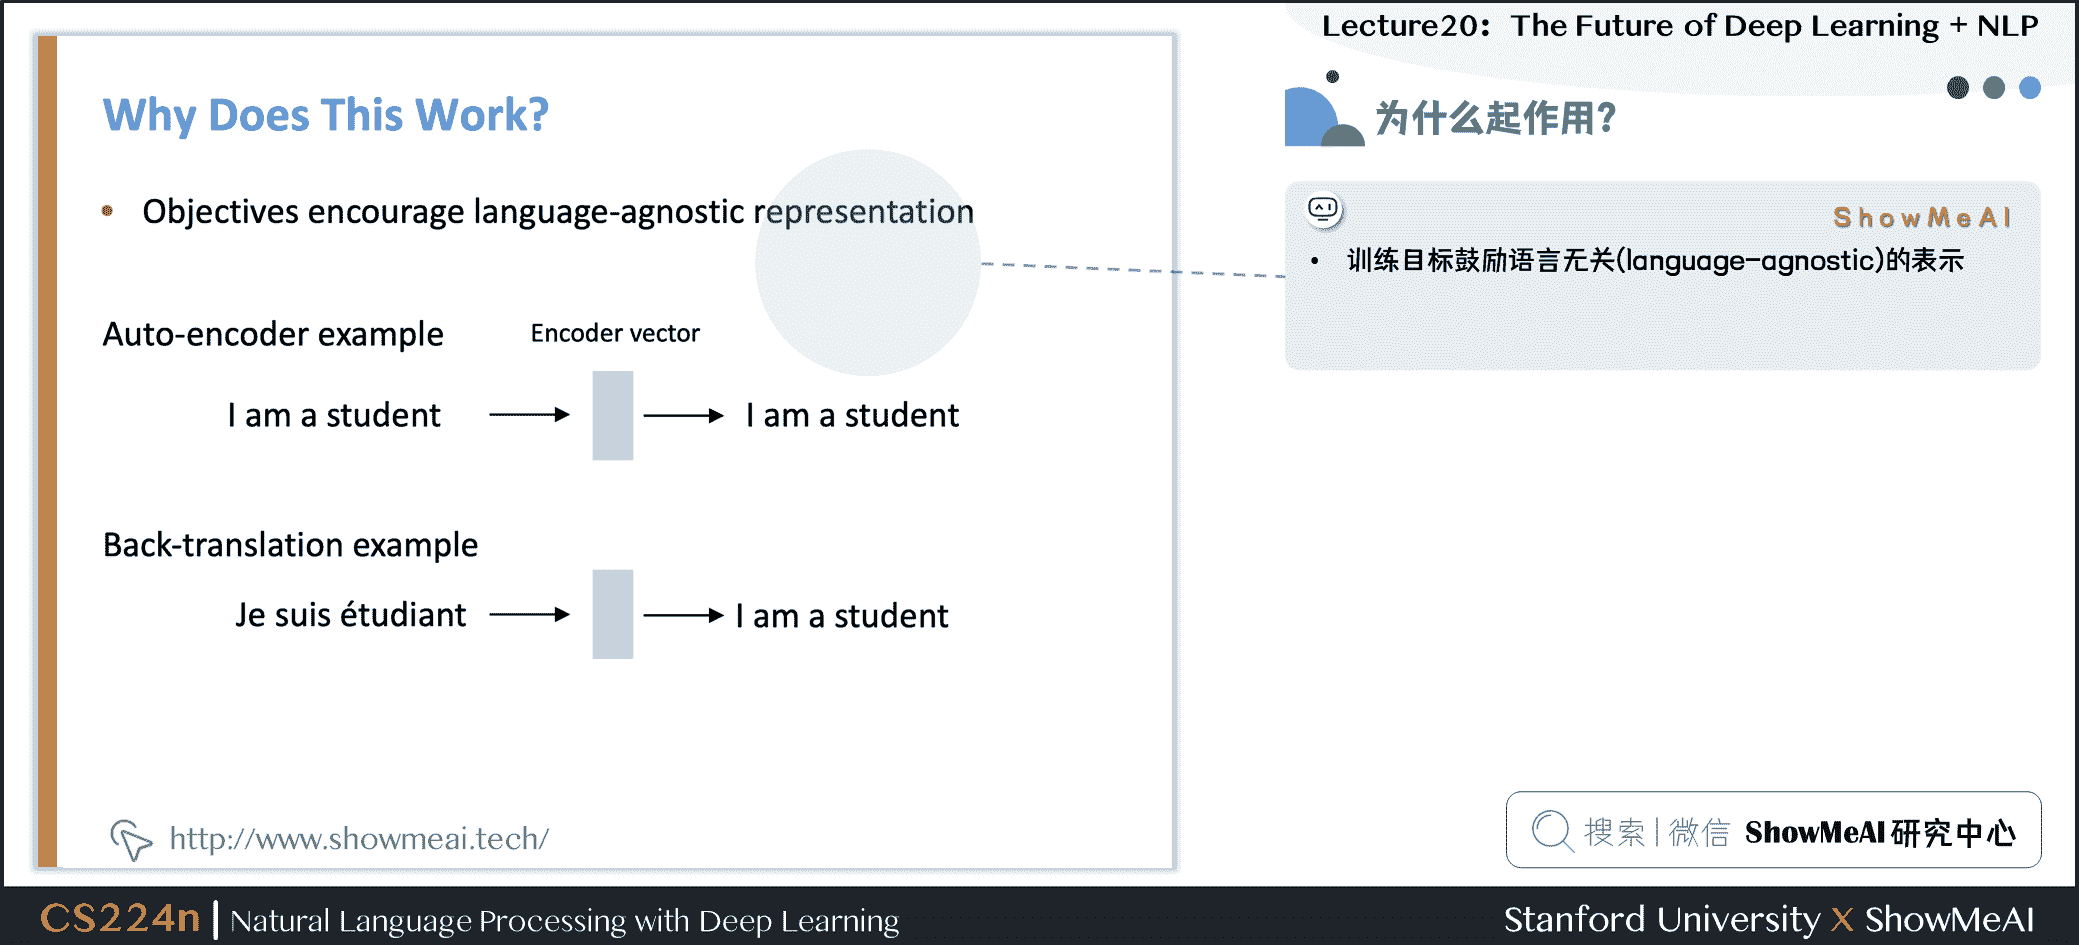 Lecture20: The Future of Deep Learning + NLP
Why Does This Work?
• Objectives encourage language-agnostic representation
Auto-encoder example
Encoder vector
I am a student
I am a student
Back-translation example
Je suis étudiant
I am a student
http://www.showmeai.tech/
为什么起作用?
ShowMeAI
• 训练目标鼓励语言无关(language-agnostic)的表示
搜索|微信 ShowMeAI研究中心
CS224n | Natural Language Processing with Deep Learning
Stanford University X ShowMeAI